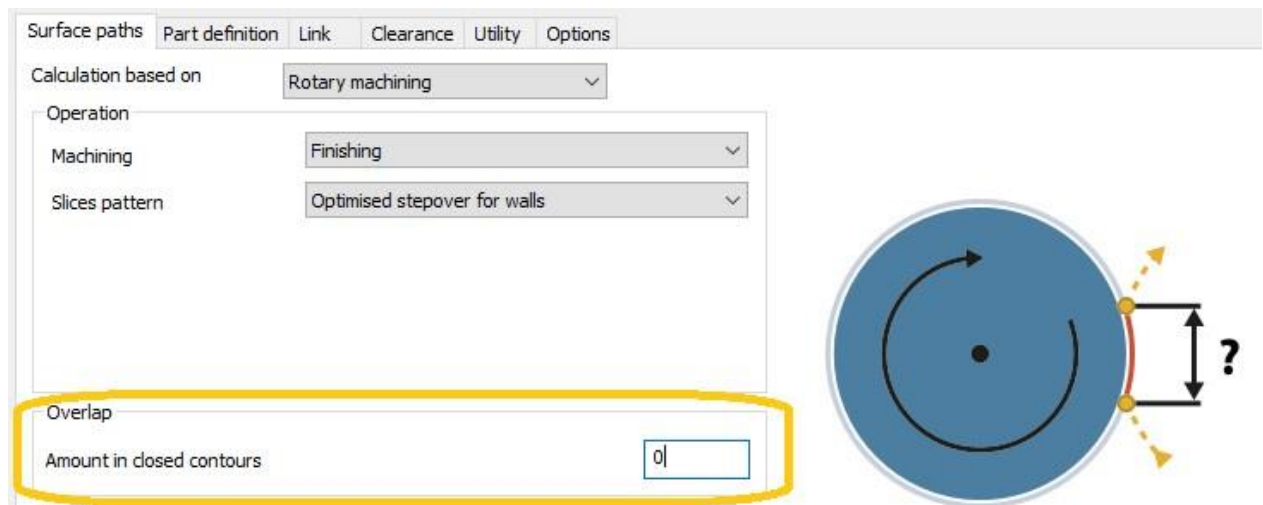 Surface paths Part definition Link Clearance Utility Options
Calculation based on Rotary machining
Operation
Machining Finishing
Slices pattern Optimised stepover for walls
Overlap
Amount in closed contours 0
?